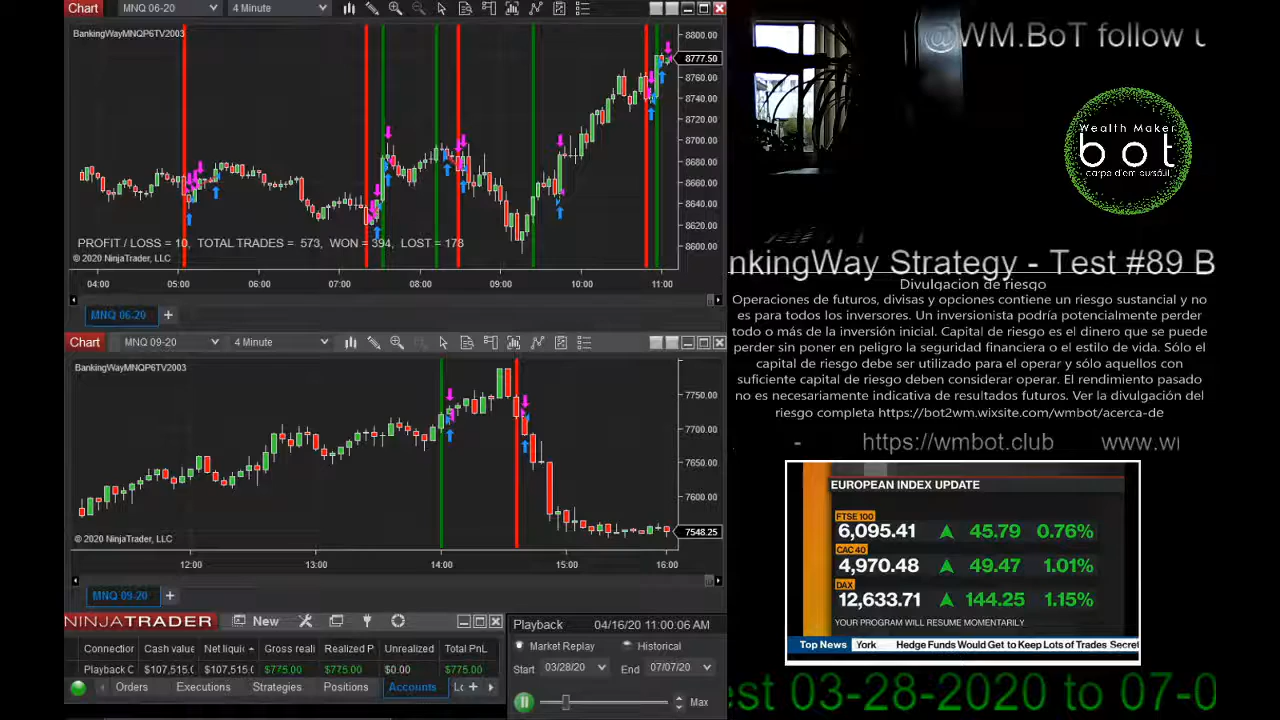 Chart
MNQ 06-20
4 Minute
BankingWayMNQP6TV2003
8800.00
8777.50
8760.00
8740.00
8720.00
8700.00
8680.00
8660.00
8640.00
8620.00
8600.00
PROFIT / LOSS = 10, TOTAL TRADES = 573, WON = 394, LOST = 178
© 2020 NinjaTrader, LLC
04:00 05:00 06:00 07:00 08:00 09:00 10:00 11:00
MNQ 06-20
Chart
MNQ 09-20
4 Minute
BankingWayMNQP6TV2003
7750.00
7700.00
7650.00
7600.00
7548.25
© 2020 NinjaTrader, LLC
12:00 13:00 14:00 15:00 16:00
MNQ 09-20
NINJATRADER
New
Connection Cash value Net liquic Gross reali Realized P Unrealized Total PnL
Playback C $107,515. $107,515. $775.00 $775.00 $0.00 $775.00
Orders Executions Strategies Positions Accounts
Playback 04/16/20 11:00:06 AM
Market Replay Historical
Start 03/28/20 End 07/07/20
Max
@WM.BoT follow
Wealth Maker
bot
nkingWay Strategy - Test #89 B
Divulgacion de riesgo
Operaciones de futuros, divisas y opciones contiene un riesgo sustancial y no
es para todos los inversores. Un inversionista podría potencialmente perder
todo o más de la inversión inicial. Capital de riesgo es el dinero que se puede
perder sin poner en peligro la seguridad financiera o el estilo de vida. Sólo el
capital de riesgo debe ser utilizado para el operar y sólo aquellos con
suficiente capital de riesgo deben considerar operar. El rendimiento pasado
no es necesariamente indicativa de resultados futuros. Ver la divulgación del
riesgo completa https://bot2wm.wixsite.com/wmbot/acerca-de
- https://wmbot.club
EUROPEAN INDEX UPDATE
FTSE 100
6,095.41 45.79 0.76%
CAC 40
4,970.48 49.47 1.01%
DAX
12,633.71 144.25 1.15%
YOUR PROGRAM WILL RESUME MOMENTARILY
Top News York Hedge Funds Would Get to Keep Lots of Trades Secret
est 03-28-2020 to 07-0